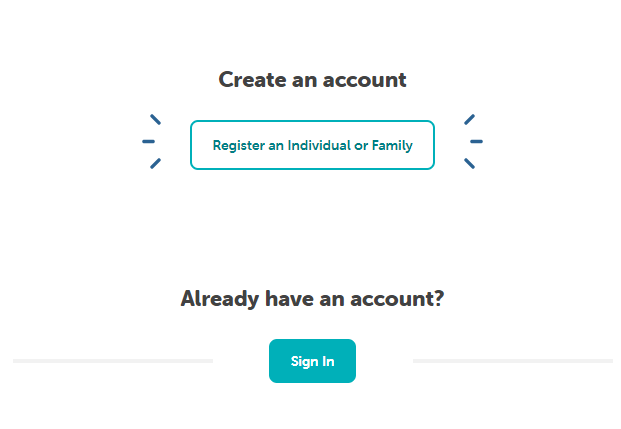 Create an account
Register an Individual or Family
Already have an account?
Sign In